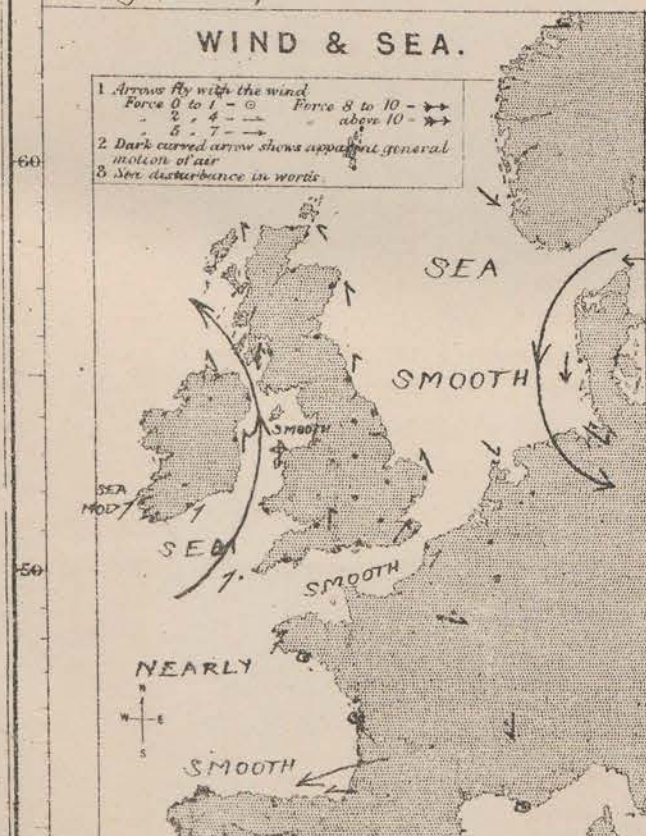 WIND & SEA.
1 Arrows fly with the wind
Force 0 to 1 - ⊙ Force 8 to 10 -
„ 2 „ 4 - „ above 10 -
„ 5 „ 7 -
2 Dark curved arrow shows apparent general
motion of air
3 Sea disturbance in words.
60
SEA
SMOOTH
SMOOTH
SEA
MOD
SEA
50
SMOOTH
NEARLY
N
W E
S
SMOOTH